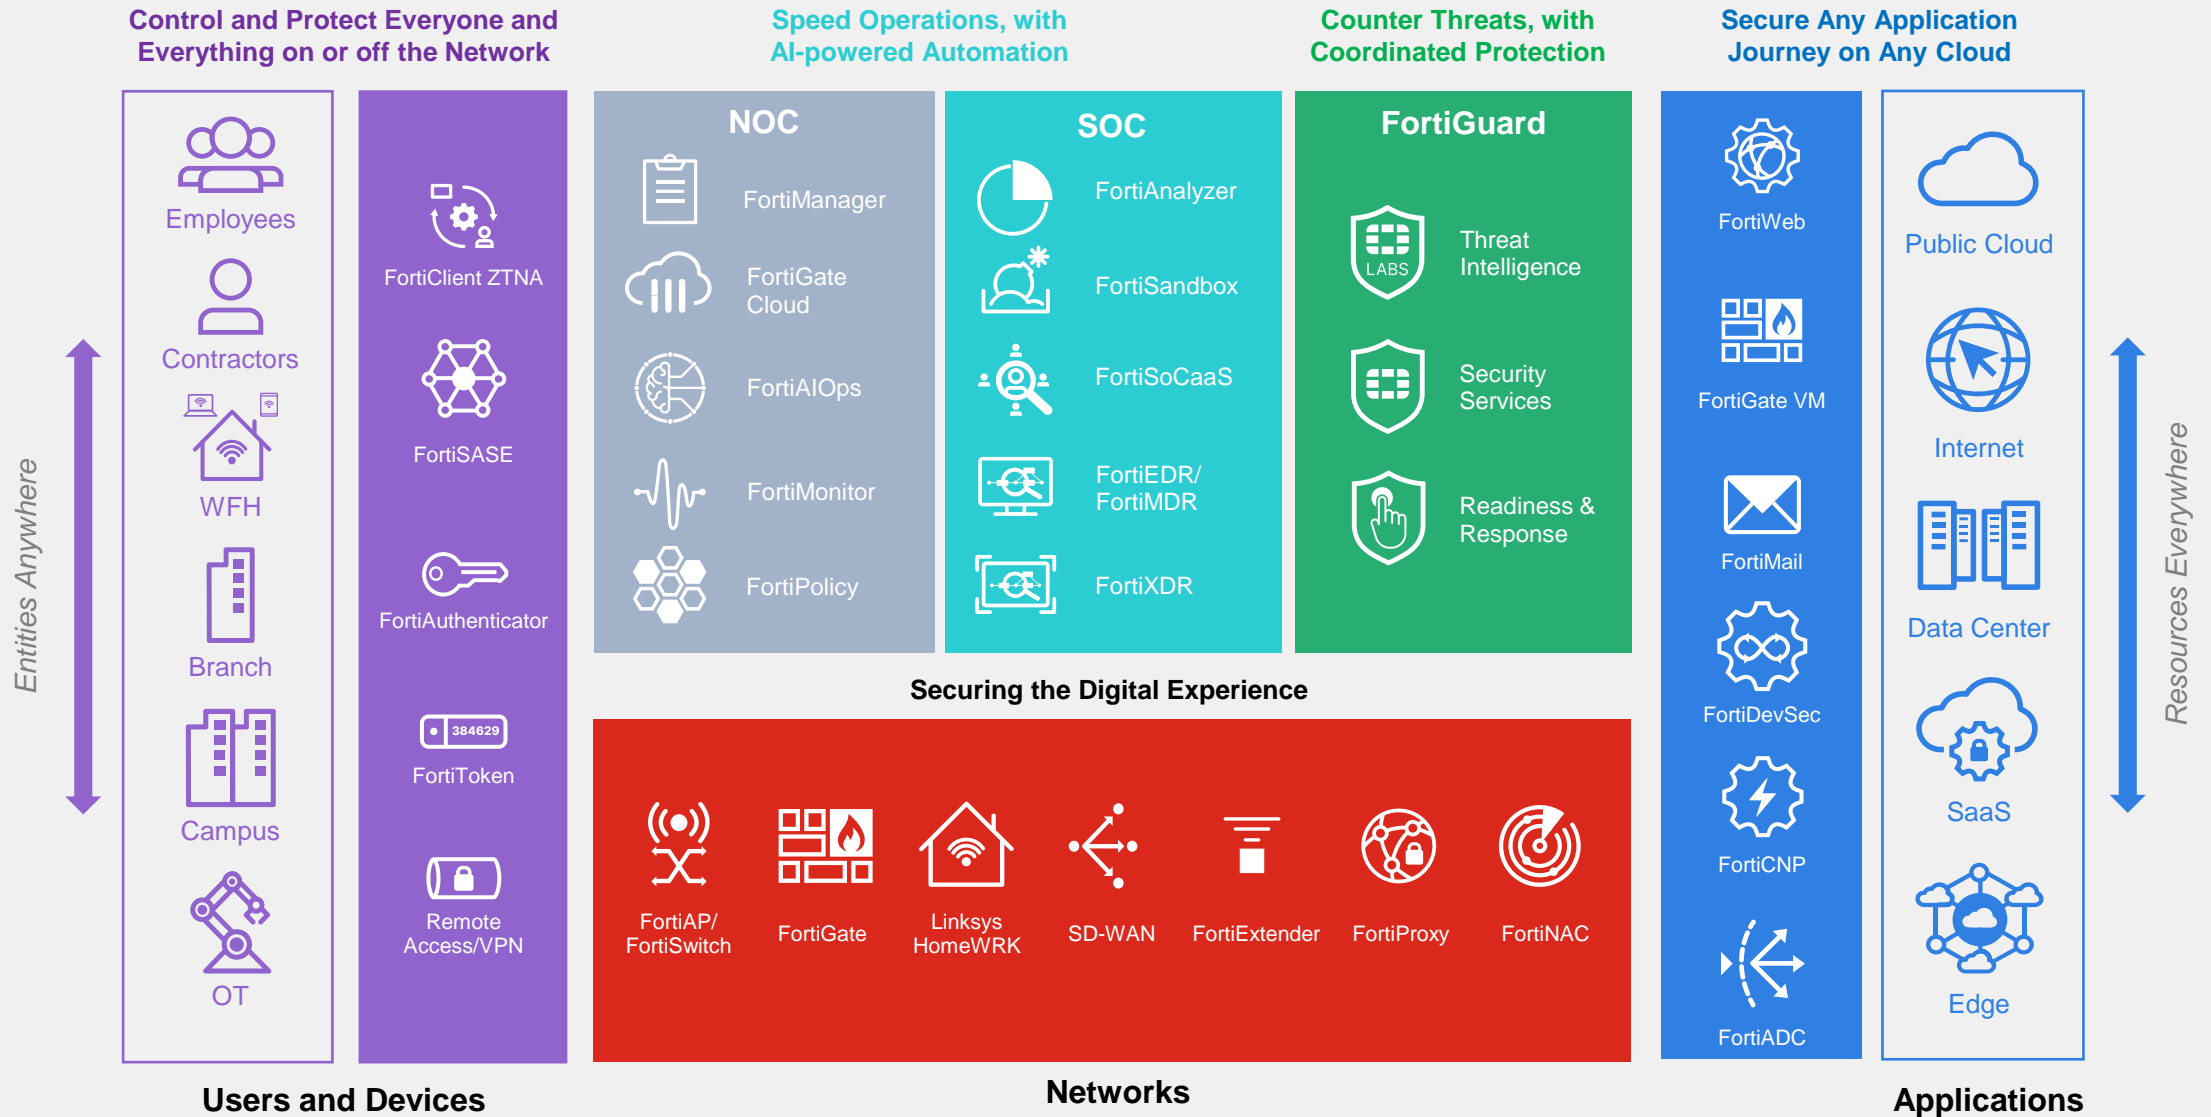 Control and Protect Everyone and
Everything on or off the Network
Speed Operations, with
AI-powered Automation
Counter Threats, with
Coordinated Protection
Secure Any Application
Journey on Any Cloud
Entities Anywhere
Employees
Contractors
WFH
Branch
Campus
OT
FortiClient ZTNA
FortiSASE
FortiAuthenticator
384629
FortiToken
Remote
Access/VPN
NOC
FortiManager
FortiGate
Cloud
FortiAIOps
FortiMonitor
FortiPolicy
SOC
FortiAnalyzer
FortiSandbox
FortiSoCaaS
FortiEDR/
FortiMDR
FortiXDR
FortiGuard
LABS
Threat
Intelligence
Security
Services
Readiness &
Response
Securing the Digital Experience
FortiAP/
FortiSwitch
FortiGate
Linksys
HomeWRK
SD-WAN
FortiExtender
FortiProxy
FortiNAC
FortiWeb
FortiGate VM
FortiMail
FortiDevSec
FortiCNP
FortiADC
Public Cloud
Internet
Data Center
SaaS
Edge
Resources Everywhere
Users and Devices
Networks
Applications